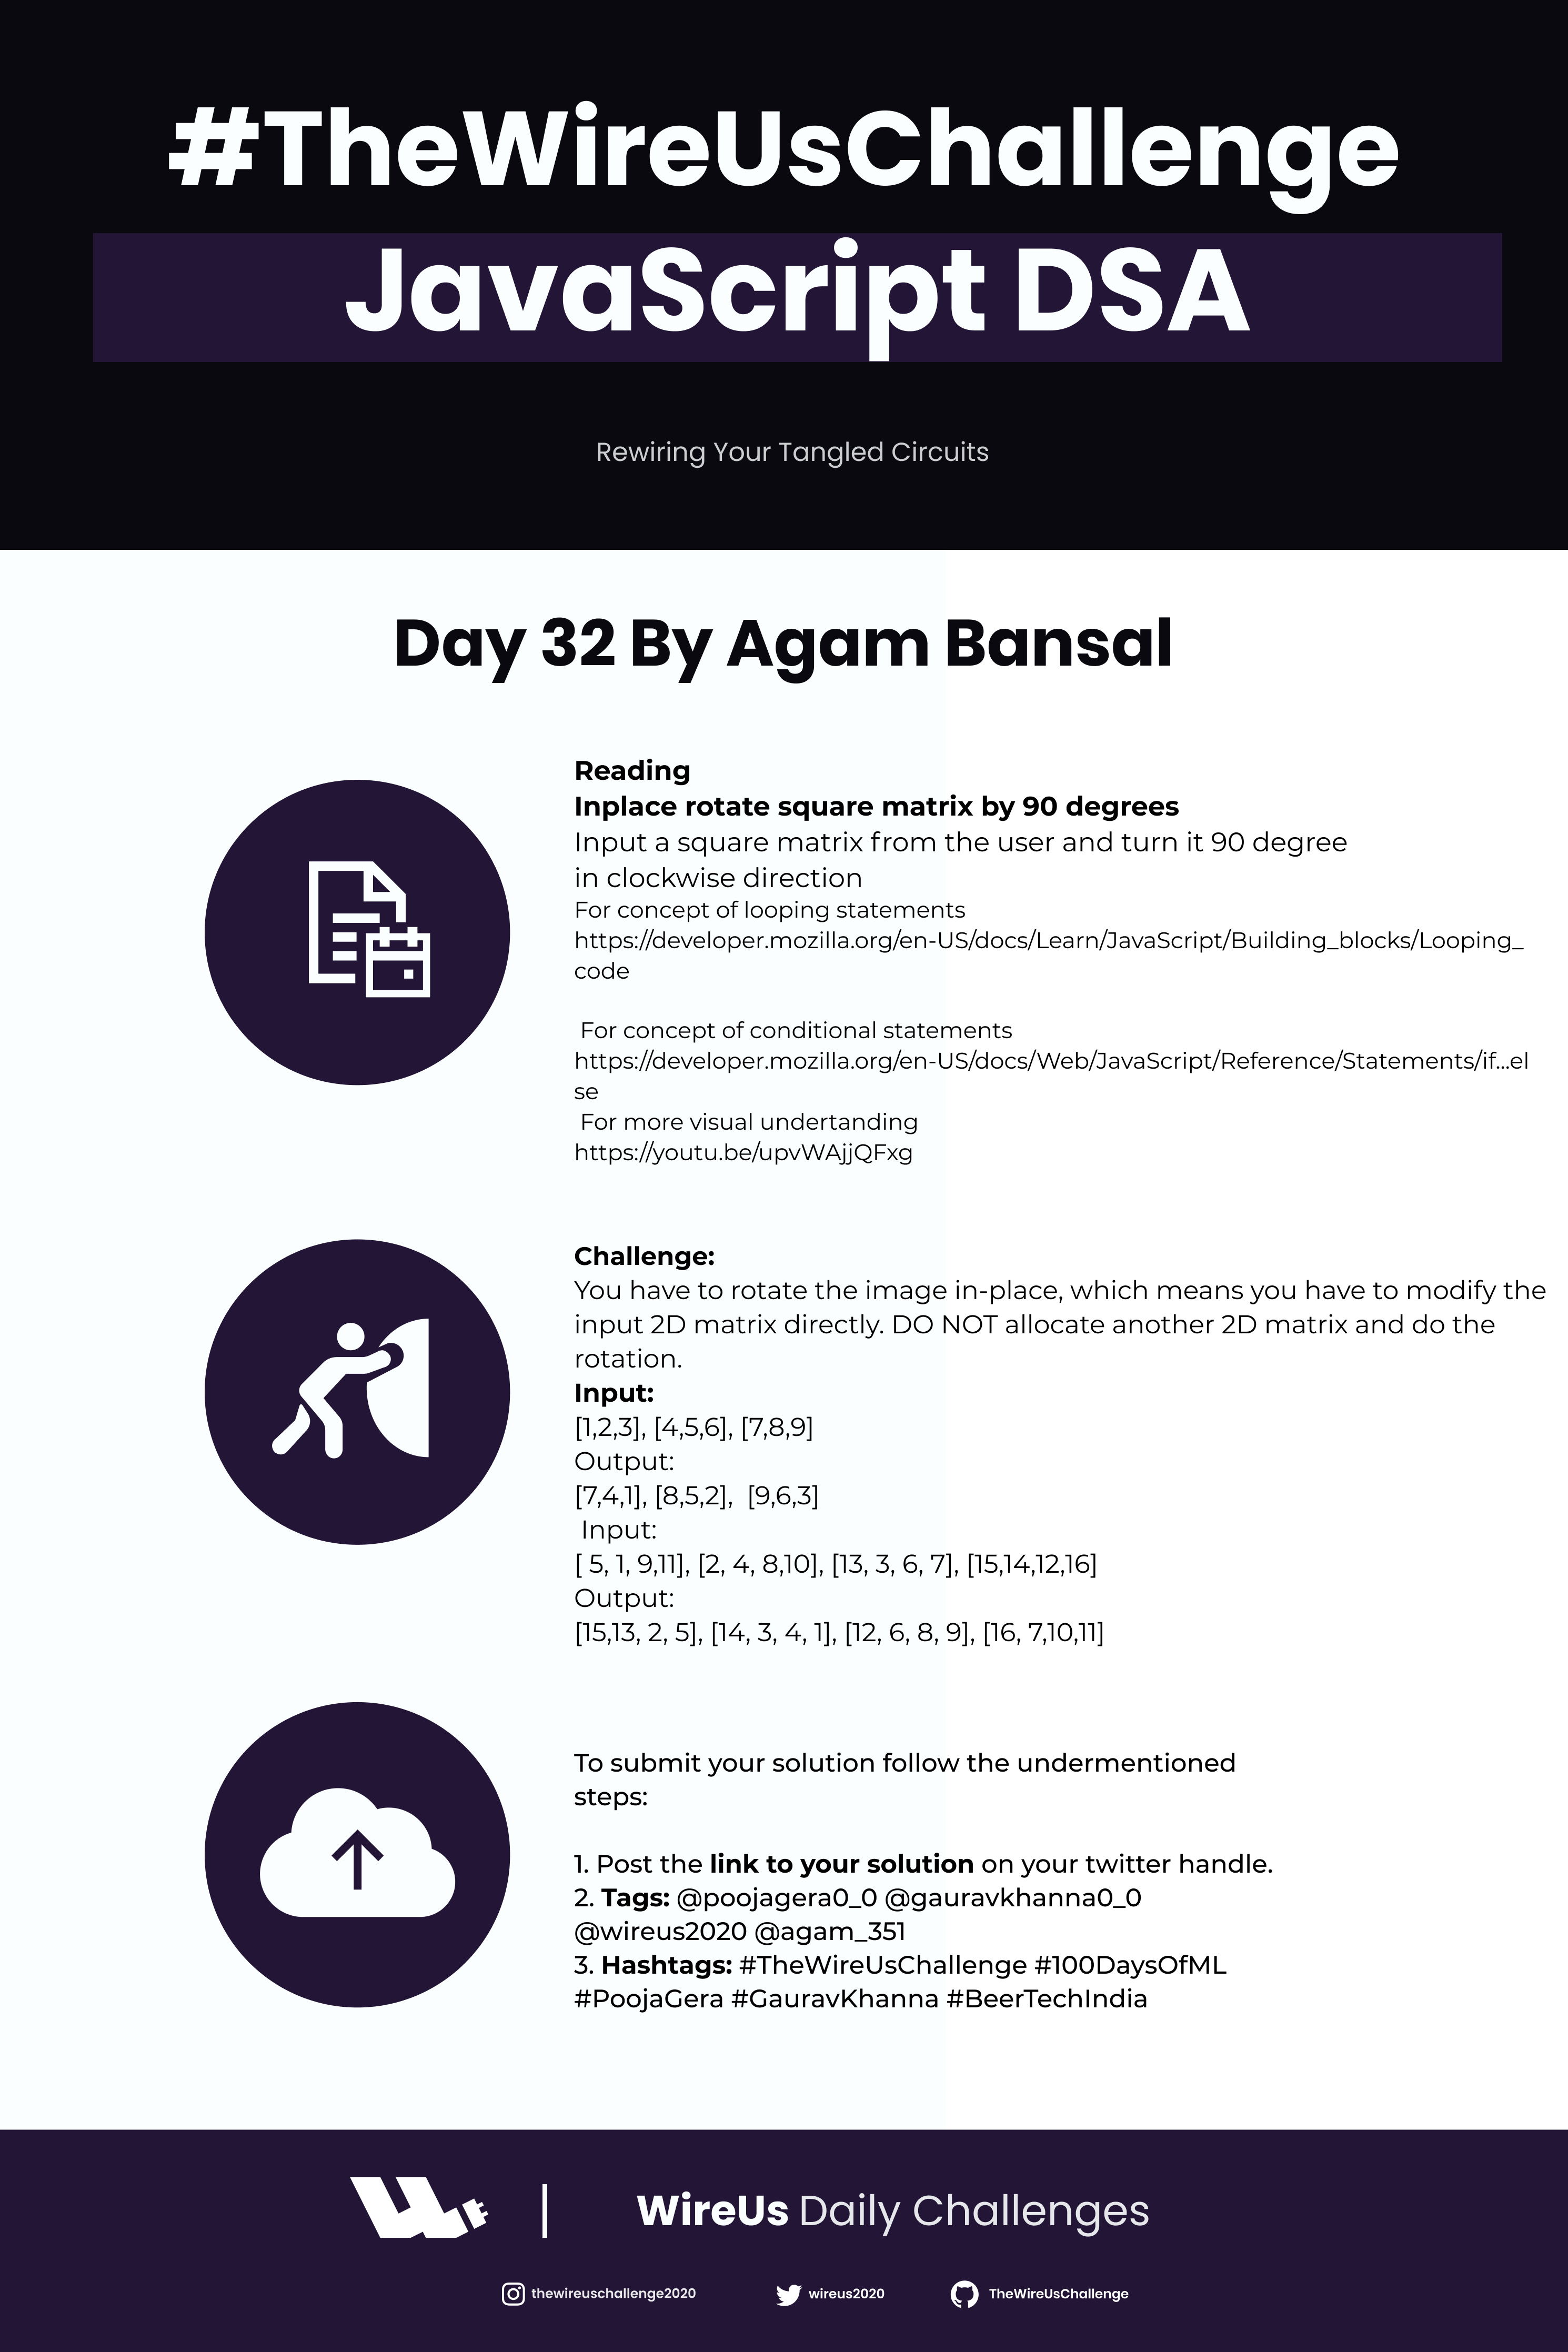 #TheWireUsChallenge
JavaScript DSA
Rewiring Your Tangled Circuits
Day 32 By Agam Bansal
Reading
Inplace rotate square matrix by 90 degrees
Input a square matrix from the user and turn it 90 degree
in clockwise direction
For concept of looping statements
https://developer.mozilla.org/en-US/docs/Learn/JavaScript/Building_blocks/Looping_
code
For concept of conditional statements
https://developer.mozilla.org/en-US/docs/Web/JavaScript/Reference/Statements/if...el
se
For more visual undertanding
https://youtu.be/upvWAjjQFxg
Challenge:
You have to rotate the image in-place, which means you have to modify the
input 2D matrix directly. DO NOT allocate another 2D matrix and do the
rotation.
Input:
[1,2,3], [4,5,6], [7,8,9]
Output:
[7,4,1], [8,5,2],  [9,6,3]
Input:
[ 5, 1, 9,11], [2, 4, 8,10], [13, 3, 6, 7], [15,14,12,16]
Output:
[15,13, 2, 5], [14, 3, 4, 1], [12, 6, 8, 9], [16, 7,10,11]
To submit your solution follow the undermentioned
steps:
1. Post the link to your solution on your twitter handle.
2. Tags: @poojagera0_0 @gauravkhanna0_0
@wireus2020 @agam_351
3. Hashtags: #TheWireUsChallenge #100DaysOfML
#PoojaGera #GauravKhanna #BeerTechIndia
WireUs Daily Challenges
thewireuschallenge2020 wireus2020 TheWireUsChallenge